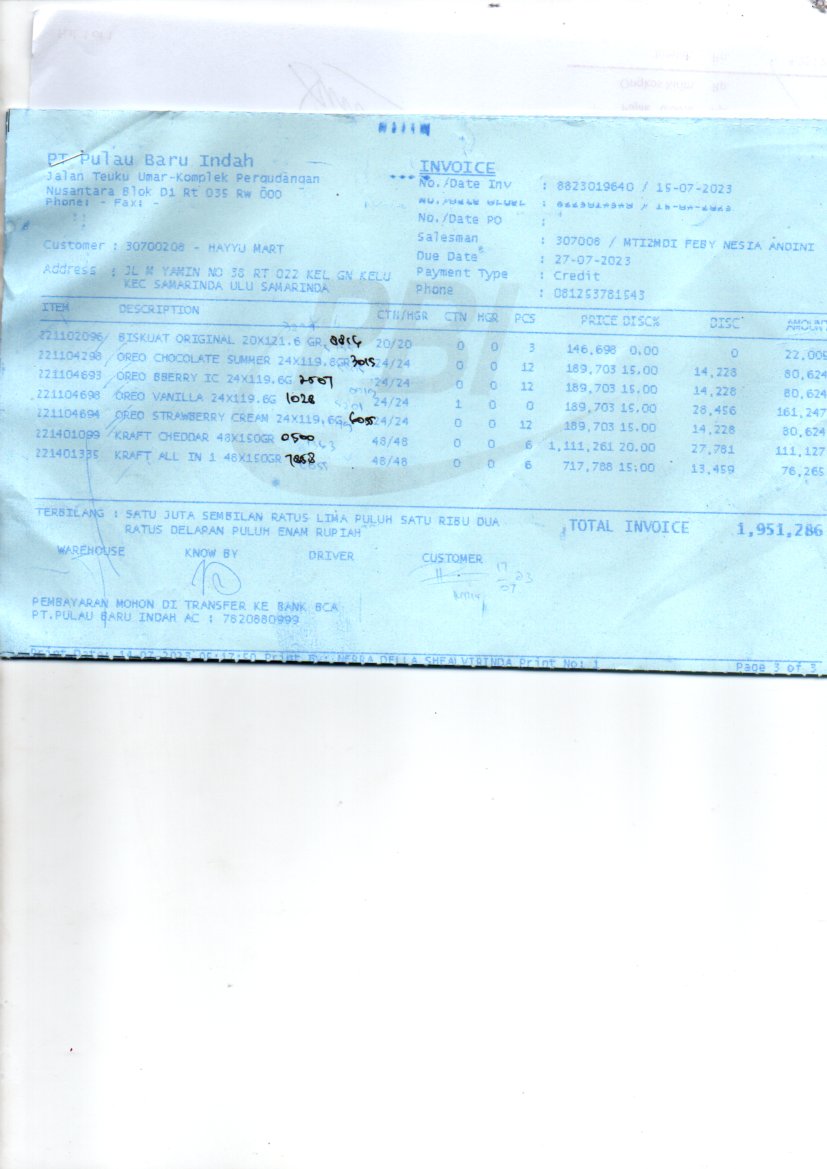 PT Pulau Baru Indah
Jalan Teuku Umar-Komplek Pergudangan
Nusantara Blok D1 Rt 035 Rw 000
Phone: - Fax: -
INVOICE
No./Date Inv : 8823019640 / 15-07-2023
No./Date PO :
Salesman : 307008 / MTI2MDI FEBY NESIA ANDINI
Due Date : 27-07-2023
Payment Type : Credit
Phone : 081253781543
Customer : 30700208 - HAYYU MART
Address : JL M YAMIN NO 38 RT 022 KEL GN KELU
KEC SAMARINDA ULU SAMARINDA
ITEM DESCRIPTION CTN/HGR CTN HGR PCS PRICE DISC% DISC AMOUNT
221102096 BISKUAT ORIGINAL 20X121.6 GR 20/20 0 0 3 146,698 0.00 0 22,005
221104298 OREO CHOCOLATE SUMMER 24X119.6GR 3015 24/24 0 0 12 189,703 15.00 14,228 80,624
221104693 OREO BBERRY IC 24X119.6G 2507 24/24 0 0 12 189,703 15.00 14,228 80,624
221104698 OREO VANILLA 24X119.6G 1028 24/24 1 0 0 189,703 15.00 28,456 161,247
221104694 OREO STRAWBERRY CREAM 24X119,6G 6055 24/24 0 0 12 189,703 15.00 14,228 80,624
221401099 KRAFT CHEDDAR 48X150GR 0500 48/48 0 0 6 1,111,261 20.00 27,781 111,127
221401335 KRAFT ALL IN 1 48X150GR 48/48 0 0 6 717,788 15.00 13,459 76,265
TERBILANG : SATU JUTA SEMBILAN RATUS LIMA PULUH SATU RIBU DUA
RATUS DELAPAN PULUH ENAM RUPIAH
TOTAL INVOICE 1,951,286
WAREHOUSE KNOW BY DRIVER CUSTOMER
17
07 23
PEMBAYARAN MOHON DI TRANSFER KE BANK BCA
PT.PULAU BARU INDAH AC : 7820880999
Page 3 of 3